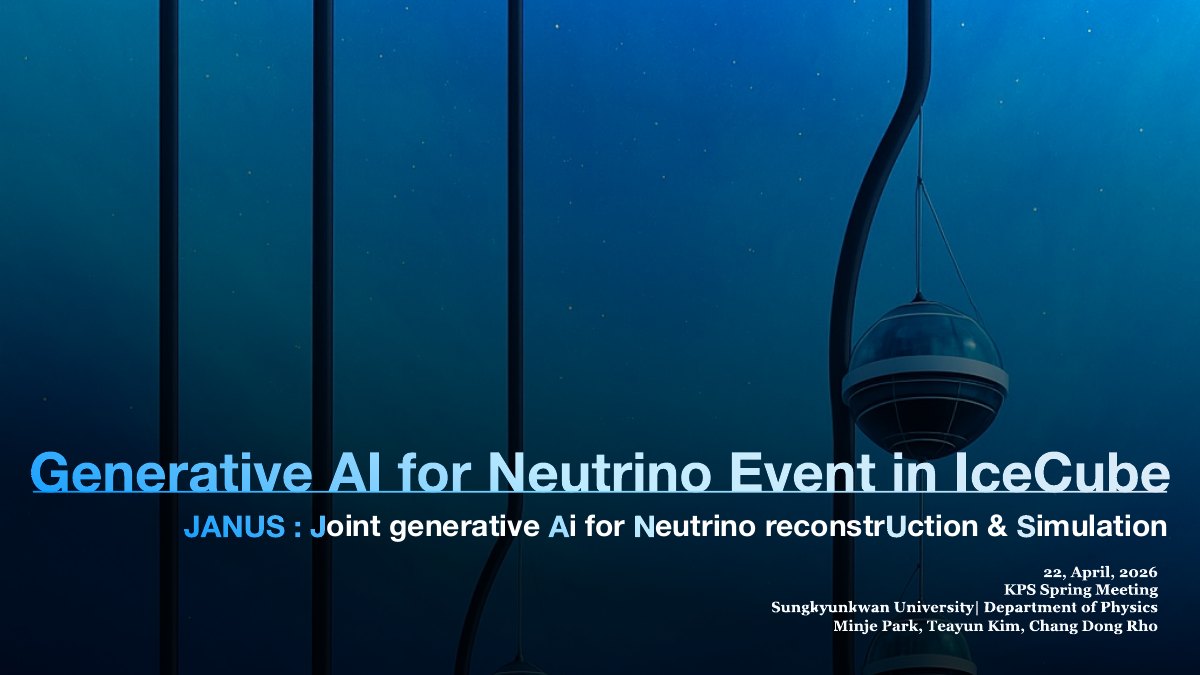 Generative AI for Neutrino Event in IceCube
JANUS : Joint generative Ai for Neutrino reconstrUction & Simulation
22, April, 2026
KPS Spring Meeting
Sungkyunkwan University| Department of Physics
Minje Park, Teayun Kim, Chang Dong Rho